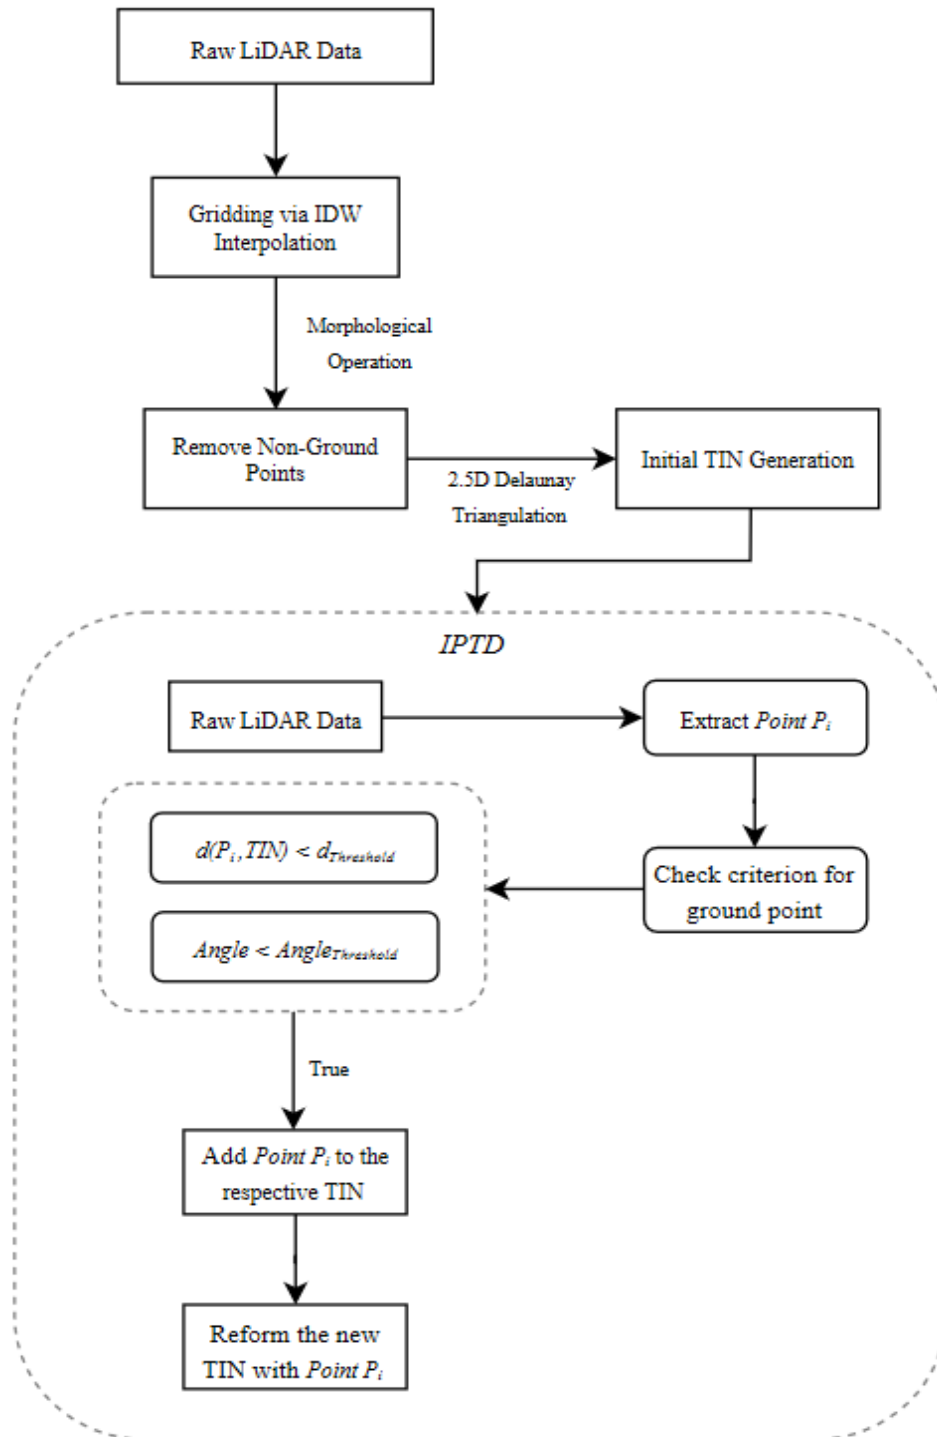 Raw LiDAR Data
Gridding via IDW
Interpolation
Morphological
Operation
Remove Non-Ground
Points
2.5D Delaunay
Triangulation
Initial TIN Generation
IPTD
Raw LiDAR Data
Extract Point Pᵢ
Check criterion for
ground point
d(Pᵢ,TIN) < d_Threshold
Angle < Angle_Threshold
True
Add Point Pᵢ to the
respective TIN
Reform the new
TIN with Point Pᵢ